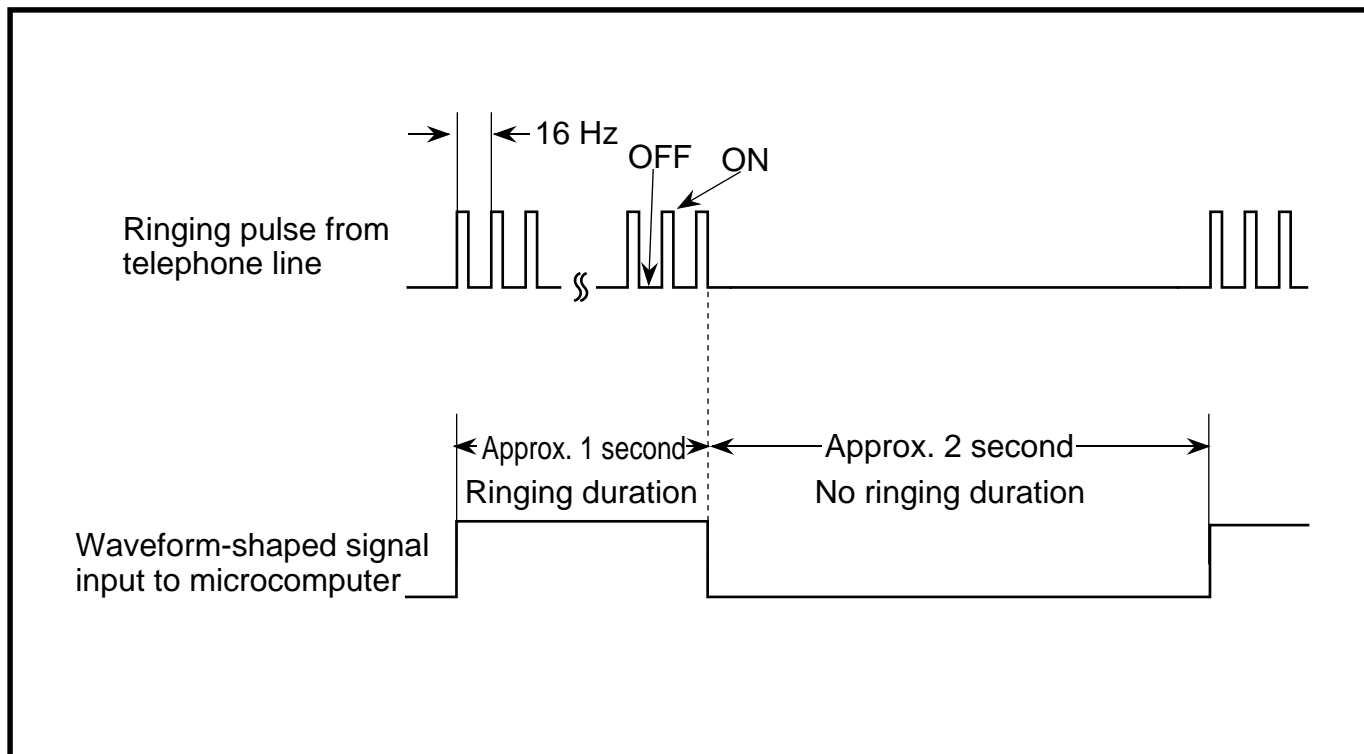 16 Hz
OFF
ON
Ringing pulse from
telephone line
Approx. 1 second
Approx. 2 second
Ringing duration
No ringing duration
Waveform-shaped signal
input to microcomputer